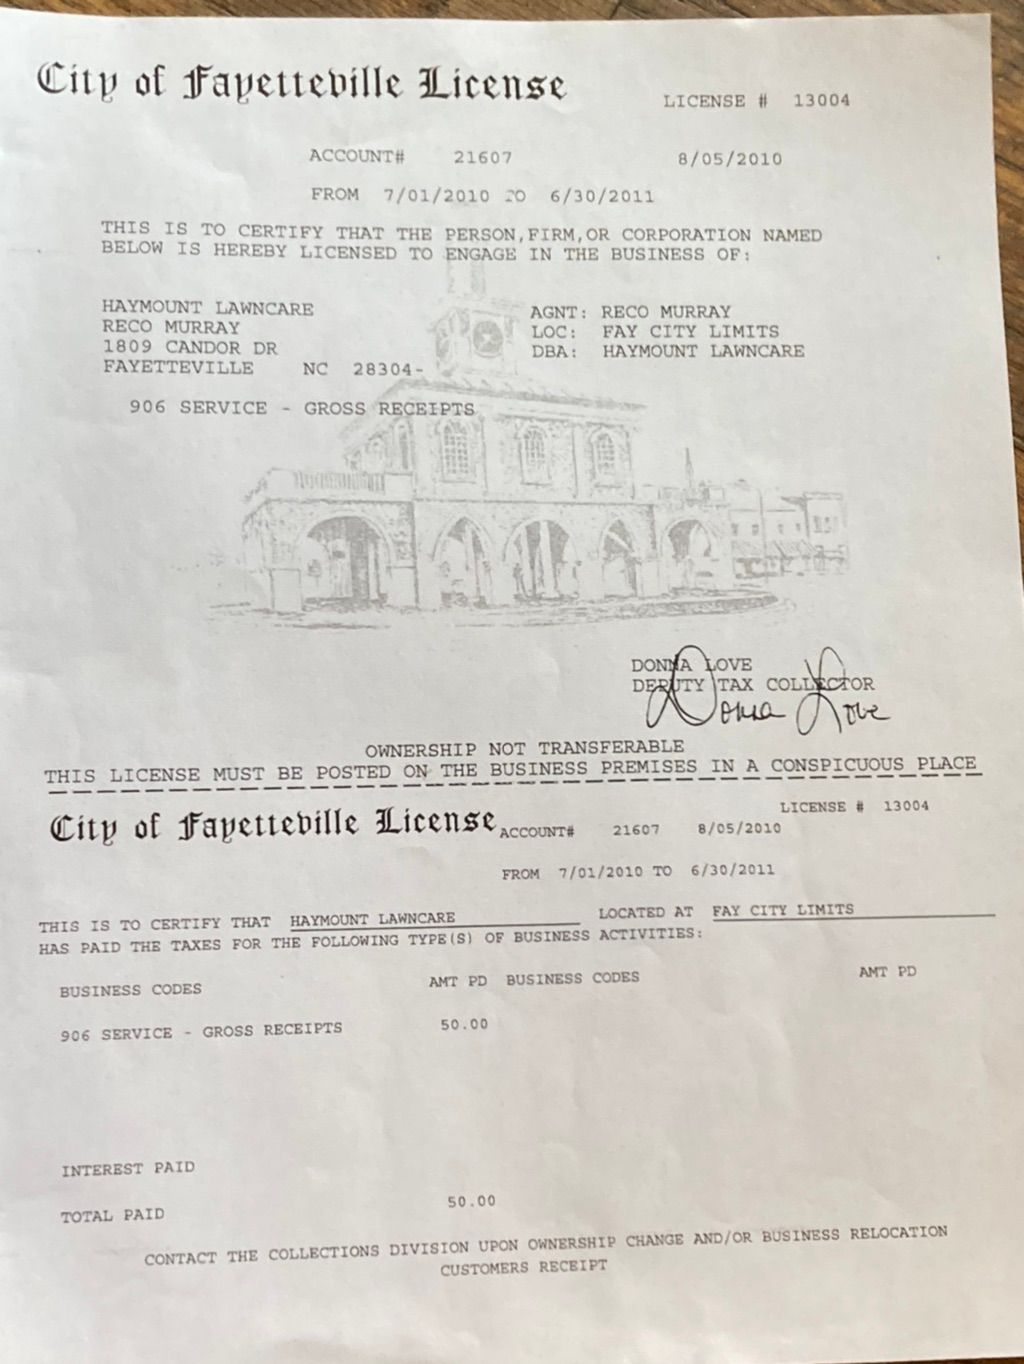 City of Fayetteville License
LICENSE # 13004
ACCOUNT# 21607 8/05/2010
FROM 7/01/2010 TO 6/30/2011
THIS IS TO CERTIFY THAT THE PERSON,FIRM,OR CORPORATION NAMED
BELOW IS HEREBY LICENSED TO ENGAGE IN THE BUSINESS OF:
HAYMOUNT LAWNCARE AGNT: RECO MURRAY
RECO MURRAY LOC: FAY CITY LIMITS
1809 CANDOR DR DBA: HAYMOUNT LAWNCARE
FAYETTEVILLE NC 28304-
906 SERVICE - GROSS RECEIPTS
DONNA LOVE
DEPUTY TAX COLLECTOR
Donna Love
OWNERSHIP NOT TRANSFERABLE
THIS LICENSE MUST BE POSTED ON THE BUSINESS PREMISES IN A CONSPICUOUS PLACE
LICENSE # 13004
City of Fayetteville License ACCOUNT# 21607 8/05/2010
FROM 7/01/2010 TO 6/30/2011
THIS IS TO CERTIFY THAT HAYMOUNT LAWNCARE LOCATED AT FAY CITY LIMITS
HAS PAID THE TAXES FOR THE FOLLOWING TYPE(S) OF BUSINESS ACTIVITIES:
BUSINESS CODES AMT PD BUSINESS CODES AMT PD
906 SERVICE - GROSS RECEIPTS 50.00
INTEREST PAID
TOTAL PAID 50.00
CONTACT THE COLLECTIONS DIVISION UPON OWNERSHIP CHANGE AND/OR BUSINESS RELOCATION
CUSTOMERS RECEIPT